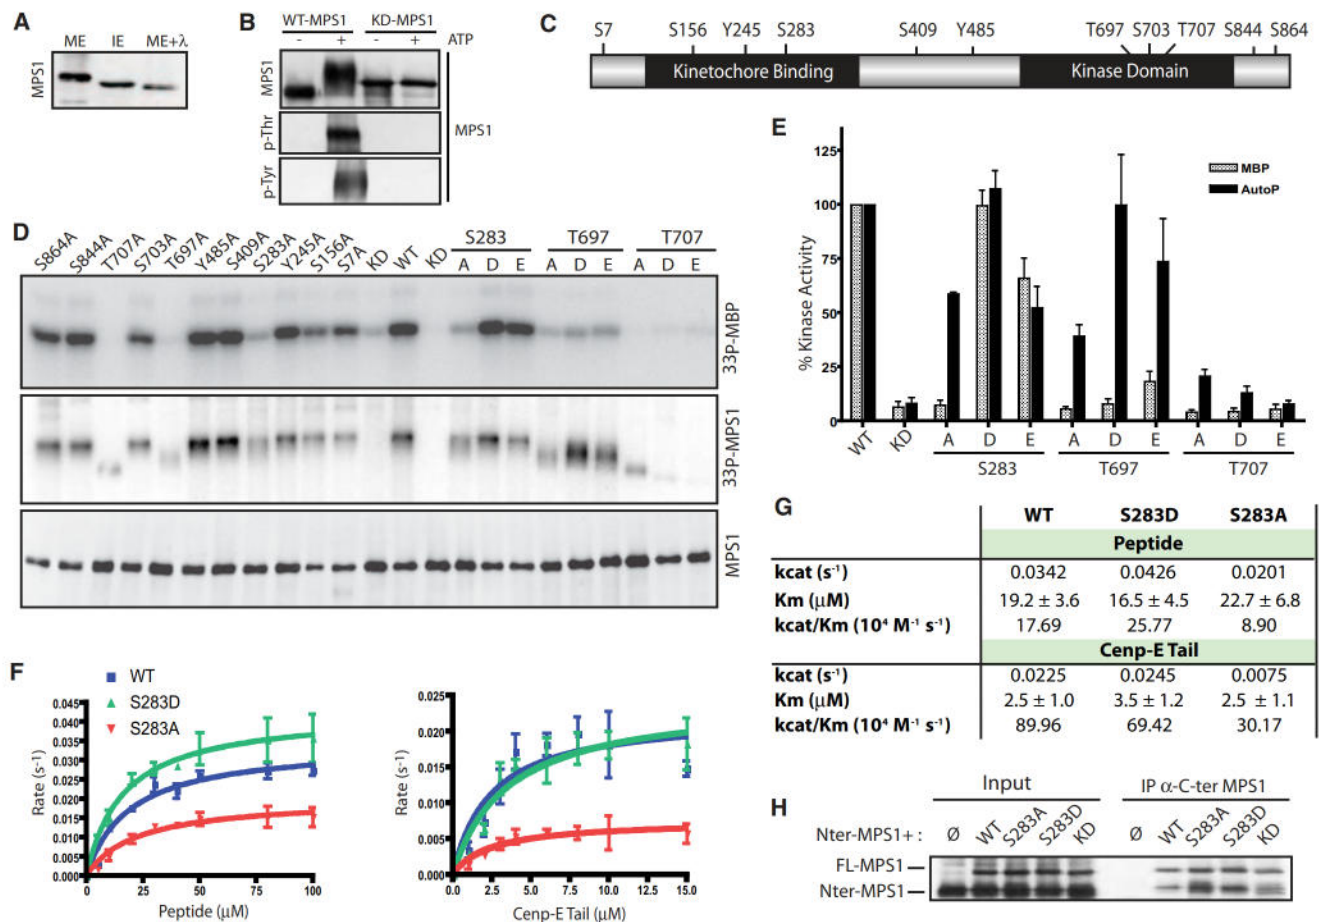 A
ME IE ME+λ
MPS1
B
WT-MPS1 KD-MPS1
- + - + ATP
MPS1
p-Thr
p-Tyr
MPS1
C
S7 S156 Y245 S283 S409 Y485 T697 S703 T707 S844 S864
Kinetochore Binding Kinase Domain
D
S864A S844A T707A S703A T697A Y485A S409A S283A Y245A S156A S7A KD WT KD
S283 T697 T707
A D E A D E A D E
33P-MBP
33P-MPS1
MPS1
E
% Kinase Activity
125
100
75
50
25
0
MBP
AutoP
WT KD A D E A D E A D E
S283 T697 T707
F
WT
S283D
S283A
Rate (s⁻¹)
0.045
0.040
0.035
0.030
0.025
0.020
0.015
0.010
0.005
0.000
0 25 50 75 100
Peptide (µM)
Rate (s⁻¹)
0.025
0.020
0.015
0.010
0.005
0.000
0.0 2.5 5.0 7.5 10.0 12.5 15.0
Cenp-E Tail (µM)
G
WT S283D S283A
Peptide
kcat (s⁻¹) 0.0342 0.0426 0.0201
Km (µM) 19.2 ± 3.6 16.5 ± 4.5 22.7 ± 6.8
kcat/Km (10⁴ M⁻¹ s⁻¹) 17.69 25.77 8.90
Cenp-E Tail
kcat (s⁻¹) 0.0225 0.0245 0.0075
Km (µM) 2.5 ± 1.0 3.5 ± 1.2 2.5 ± 1.1
kcat/Km (10⁴ M⁻¹ s⁻¹) 89.96 69.42 30.17
H
Input IP α-C-ter MPS1
Nter-MPS1+ : Ø WT S283A S283D KD Ø WT S283A S283D KD
FL-MPS1
Nter-MPS1